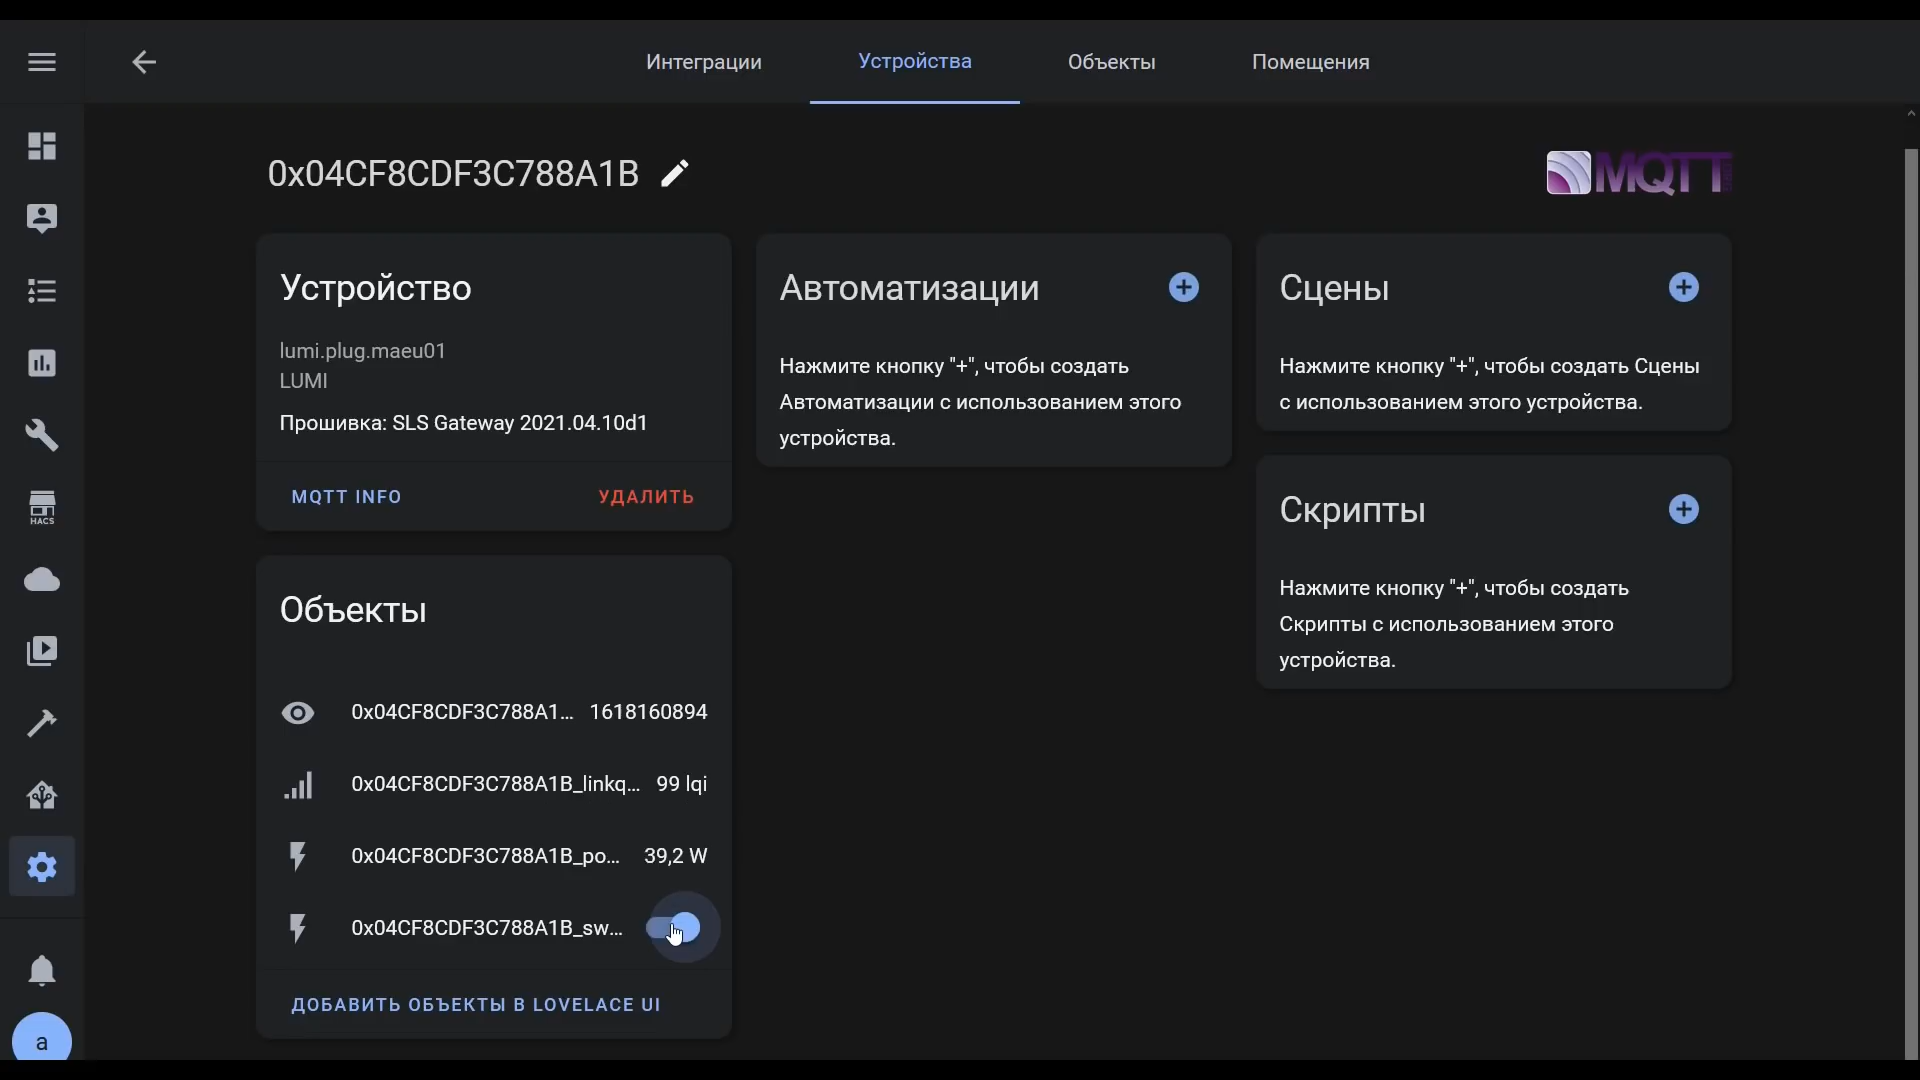 Интеграции
Устройства
Объекты
Помещения
0x04CF8CDF3C788A1B
MQTT
Устройство
lumi.plug.maeu01
LUMI
Прошивка: SLS Gateway 2021.04.10d1
MQTT INFO
УДАЛИТЬ
Автоматизации
Нажмите кнопку "+", чтобы создать
Автоматизации с использованием этого
устройства.
Сцены
Нажмите кнопку "+", чтобы создать Сцены
с использованием этого устройства.
Скрипты
Нажмите кнопку "+", чтобы создать
Скрипты с использованием этого
устройства.
Объекты
0x04CF8CDF3C788A1... 1618160894
0x04CF8CDF3C788A1B_linkq... 99 lqi
0x04CF8CDF3C788A1B_po... 39,2 W
0x04CF8CDF3C788A1B_sw...
ДОБАВИТЬ ОБЪЕКТЫ В LOVELACE UI
HACS
a